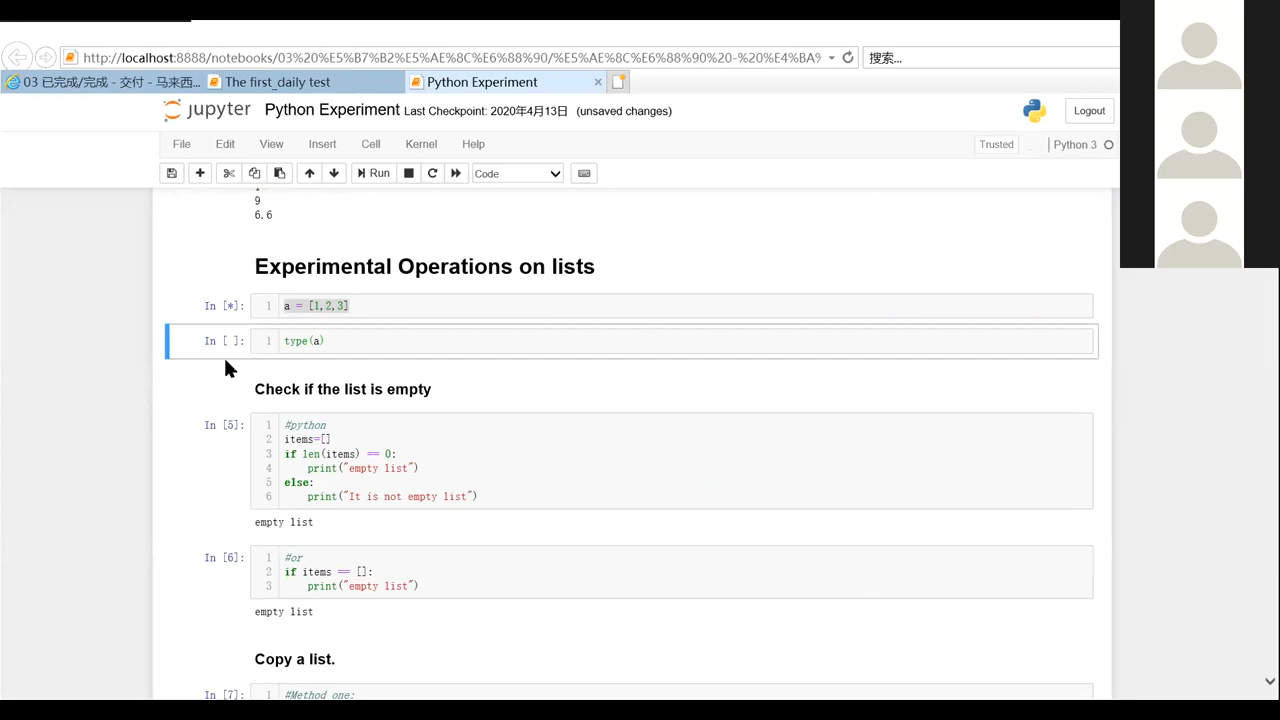 http://localhost:8888/notebooks/03%20%E5%B7%B2%E5%AE%8C%E6%88%90/%E5%AE%8C%E6%88%90%20-%20%E4%BA%9
搜索...
03 已完成/完成 - 交付 - 马来西...
The first_daily test
Python Experiment
jupyter Python Experiment Last Checkpoint: 2020年4月13日 (unsaved changes)
Logout
File Edit View Insert Cell Kernel Help
Trusted
Python 3
Run
Code
9
6.6
Experimental Operations on lists
In [*]: 1 a = [1,2,3]
In [ ]: 1 type(a)
Check if the list is empty
In [5]: 1 #python
2 items=[]
3 if len(items) == 0:
4 print("empty list")
5 else:
6 print("It is not empty list")
empty list
In [6]: 1 #or
2 if items == []:
3 print("empty list")
empty list
Copy a list.
In [7]: 1 #Method one: